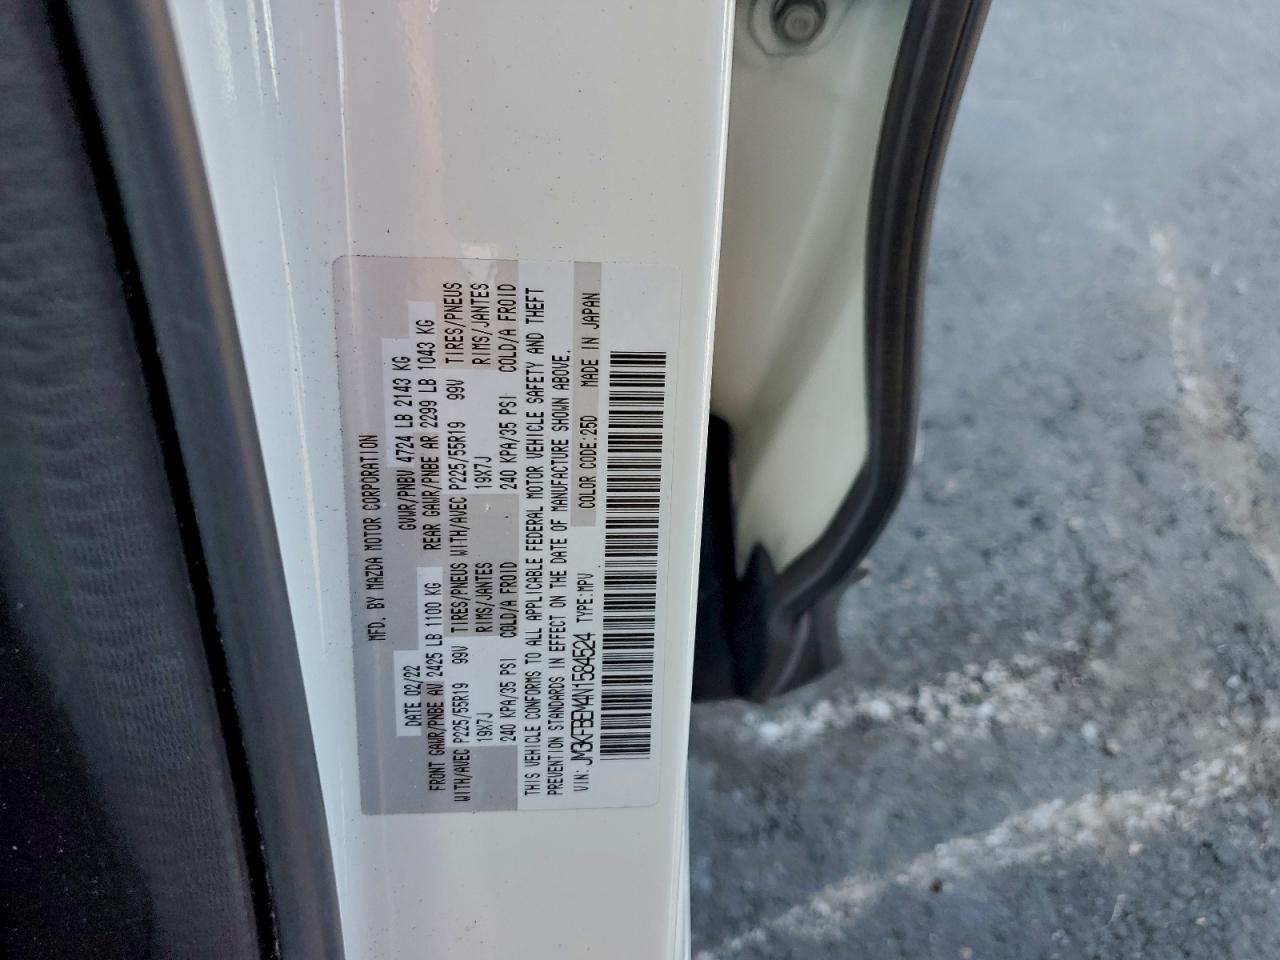 MFD. BY MAZDA MOTOR CORPORATION
DATE 02/22 GVWR/PNBV 4724 LB 2143 KG
FRONT GAWR/PNBE AV 2425 LB 1100 KG REAR GAWR/PNBE AR 2299 LB 1043 KG
WITH/AVEC P225/55R19 99V TIRES/PNEUS WITH/AVEC P225/55R19 99V TIRES/PNEUS
19X7J RIMS/JANTES 19X7J RIMS/JANTES
240 KPA/35 PSI COLD/A FROID 240 KPA/35 PSI COLD/A FROID
THIS VEHICLE CONFORMS TO ALL APPLICABLE FEDERAL MOTOR VEHICLE SAFETY AND THEFT
PREVENTION STANDARDS IN EFFECT ON THE DATE OF MANUFACTURE SHOWN ABOVE.
VIN: JM3KFBEY4N1584524 TYPE:MPV COLOR CODE:25D MADE IN JAPAN